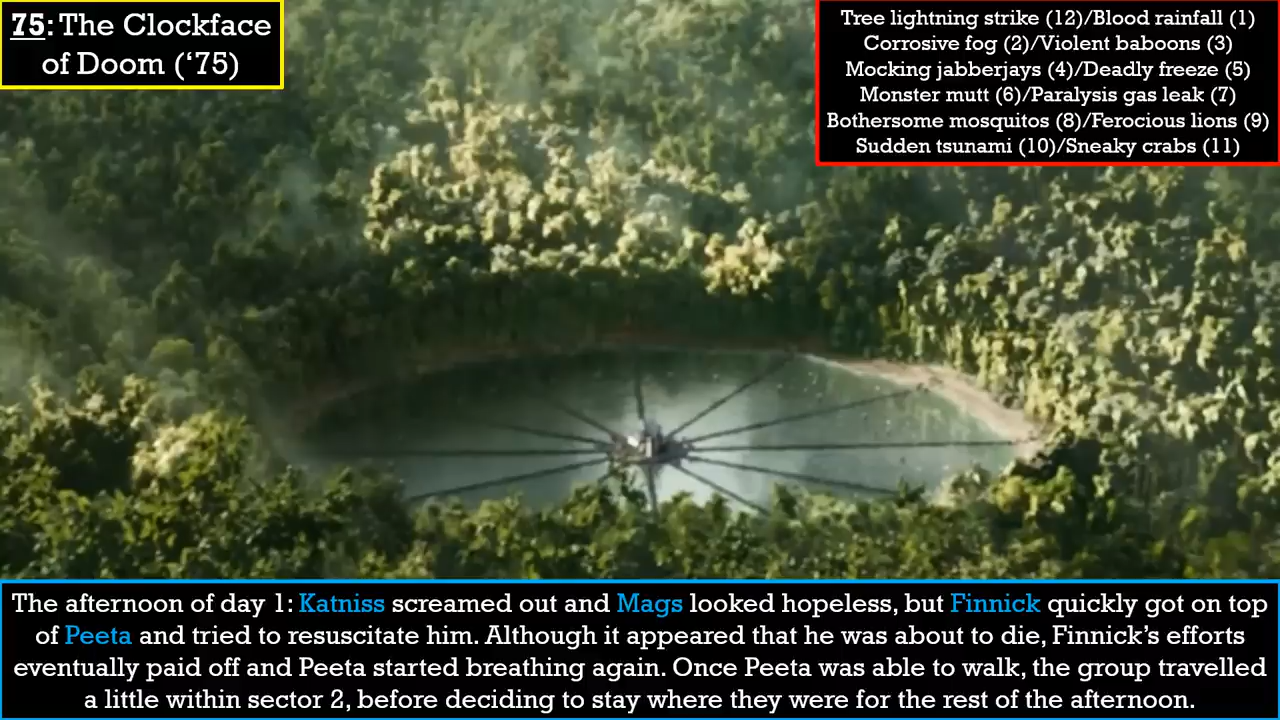 75: The Clockface
of Doom (‘75)
Tree lightning strike (12)/Blood rainfall (1)
Corrosive fog (2)/Violent baboons (3)
Mocking jabberjays (4)/Deadly freeze (5)
Monster mutt (6)/Paralysis gas leak (7)
Bothersome mosquitos (8)/Ferocious lions (9)
Sudden tsunami (10)/Sneaky crabs (11)
The afternoon of day 1: Katniss screamed out and Mags looked hopeless, but Finnick quickly got on top
of Peeta and tried to resuscitate him. Although it appeared that he was about to die, Finnick’s efforts
eventually paid off and Peeta started breathing again. Once Peeta was able to walk, the group travelled
a little within sector 2, before deciding to stay where they were for the rest of the afternoon.